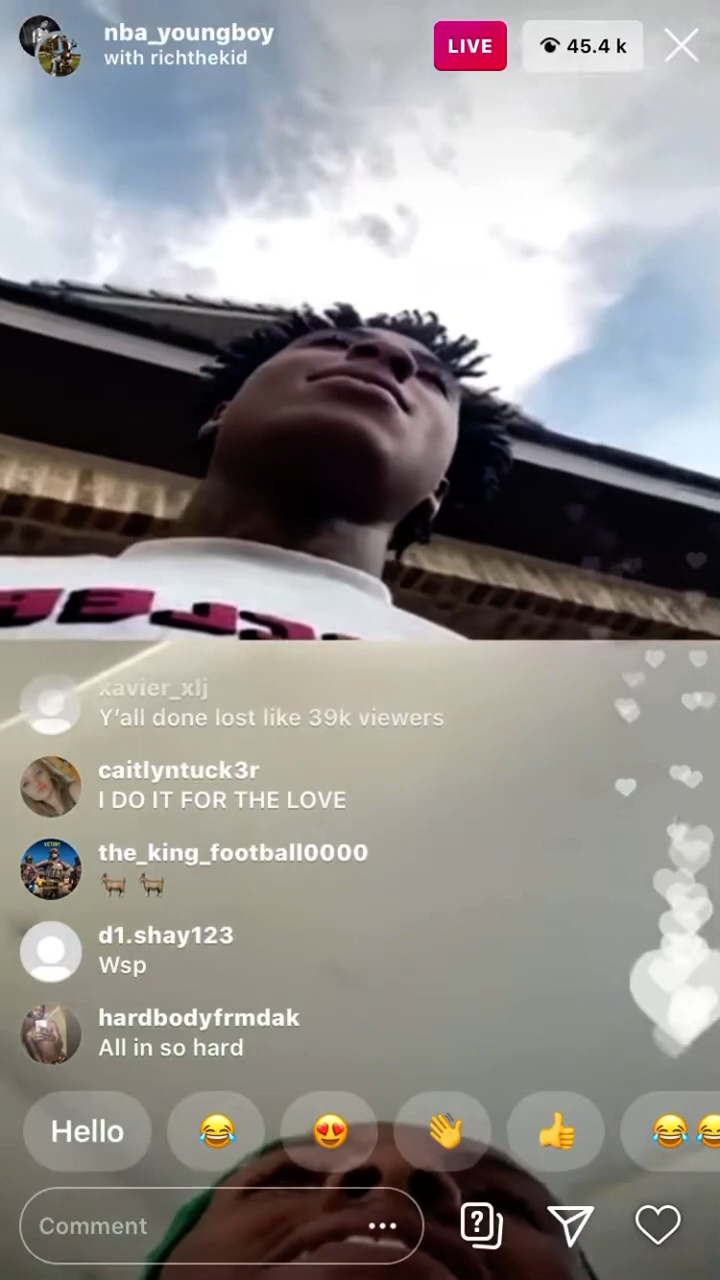 nba_youngboy
with richthekid
LIVE
45.4 k
xavier_xlj
Y'all done lost like 39k viewers
caitlyntuck3r
I DO IT FOR THE LOVE
the_king_football0000
🐐 🐐
d1.shay123
Wsp
hardbodyfrmdak
All in so hard
Hello 😂 😍 👋 👍 😂 😂
Comment